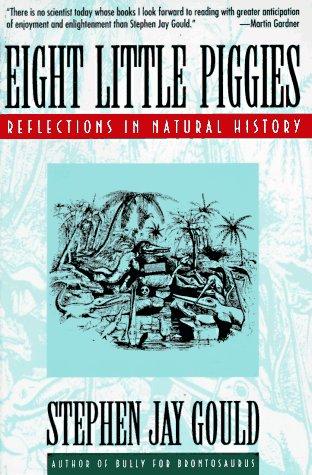 "There is no scientist today whose books I look forward to reading with greater anticipation
of enjoyment and enlightenment than Stephen Jay Gould." —Martin Gardner
EIGHT LITTLE PIGGIES
REFLECTIONS IN NATURAL HISTORY
STEPHEN JAY GOULD
AUTHOR OF BULLY FOR BRONTOSAURUS